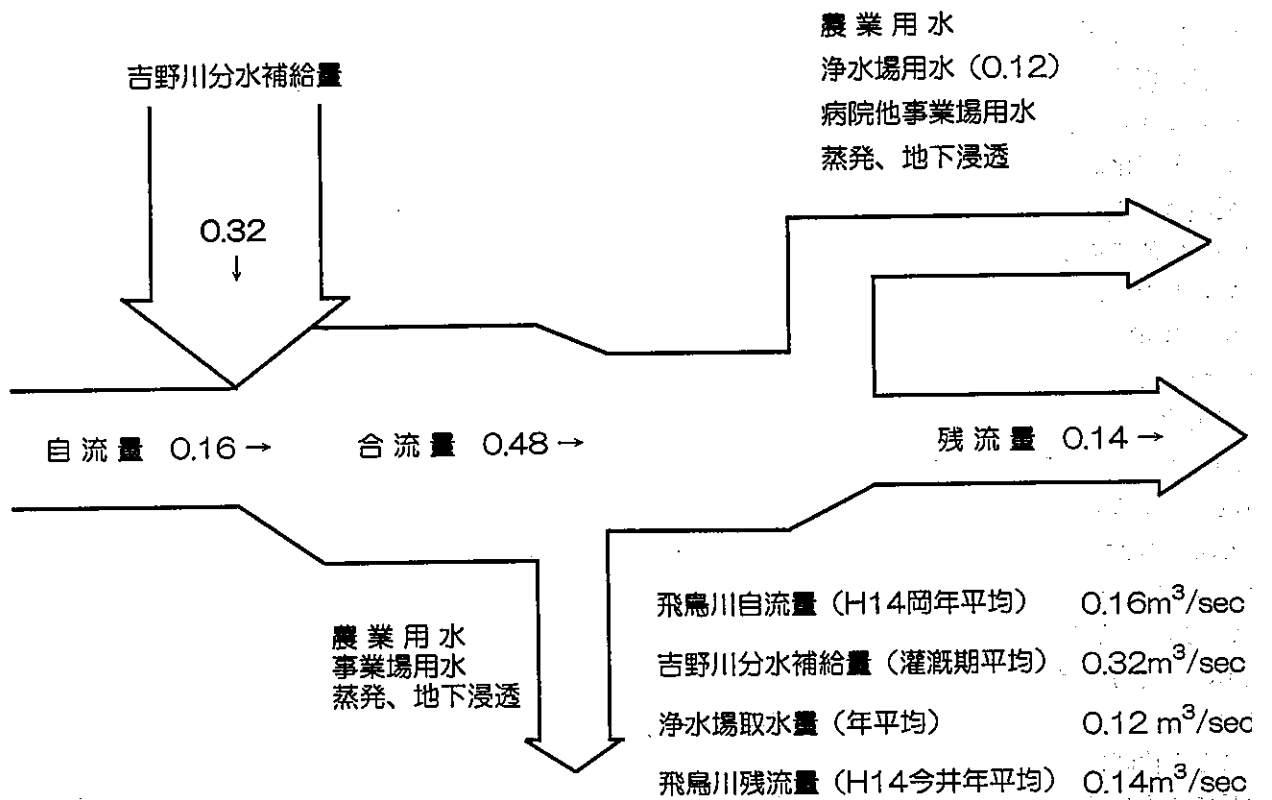 農業用水
浄水場用水（0.12）
病院他事業場用水
蒸発、地下浸透
吉野川分水補給量
0.32
↓
自流量 0.16→
合流量 0.48→
残流量 0.14→
農業用水
事業場用水
蒸発、地下浸透
飛鳥川自流量（H14岡年平均） 0.16m³/sec
吉野川分水補給量（灌漑期平均） 0.32m³/sec
浄水場取水量（年平均） 0.12 m³/sec
飛鳥川残流量（H14今井年平均） 0.14m³/sec